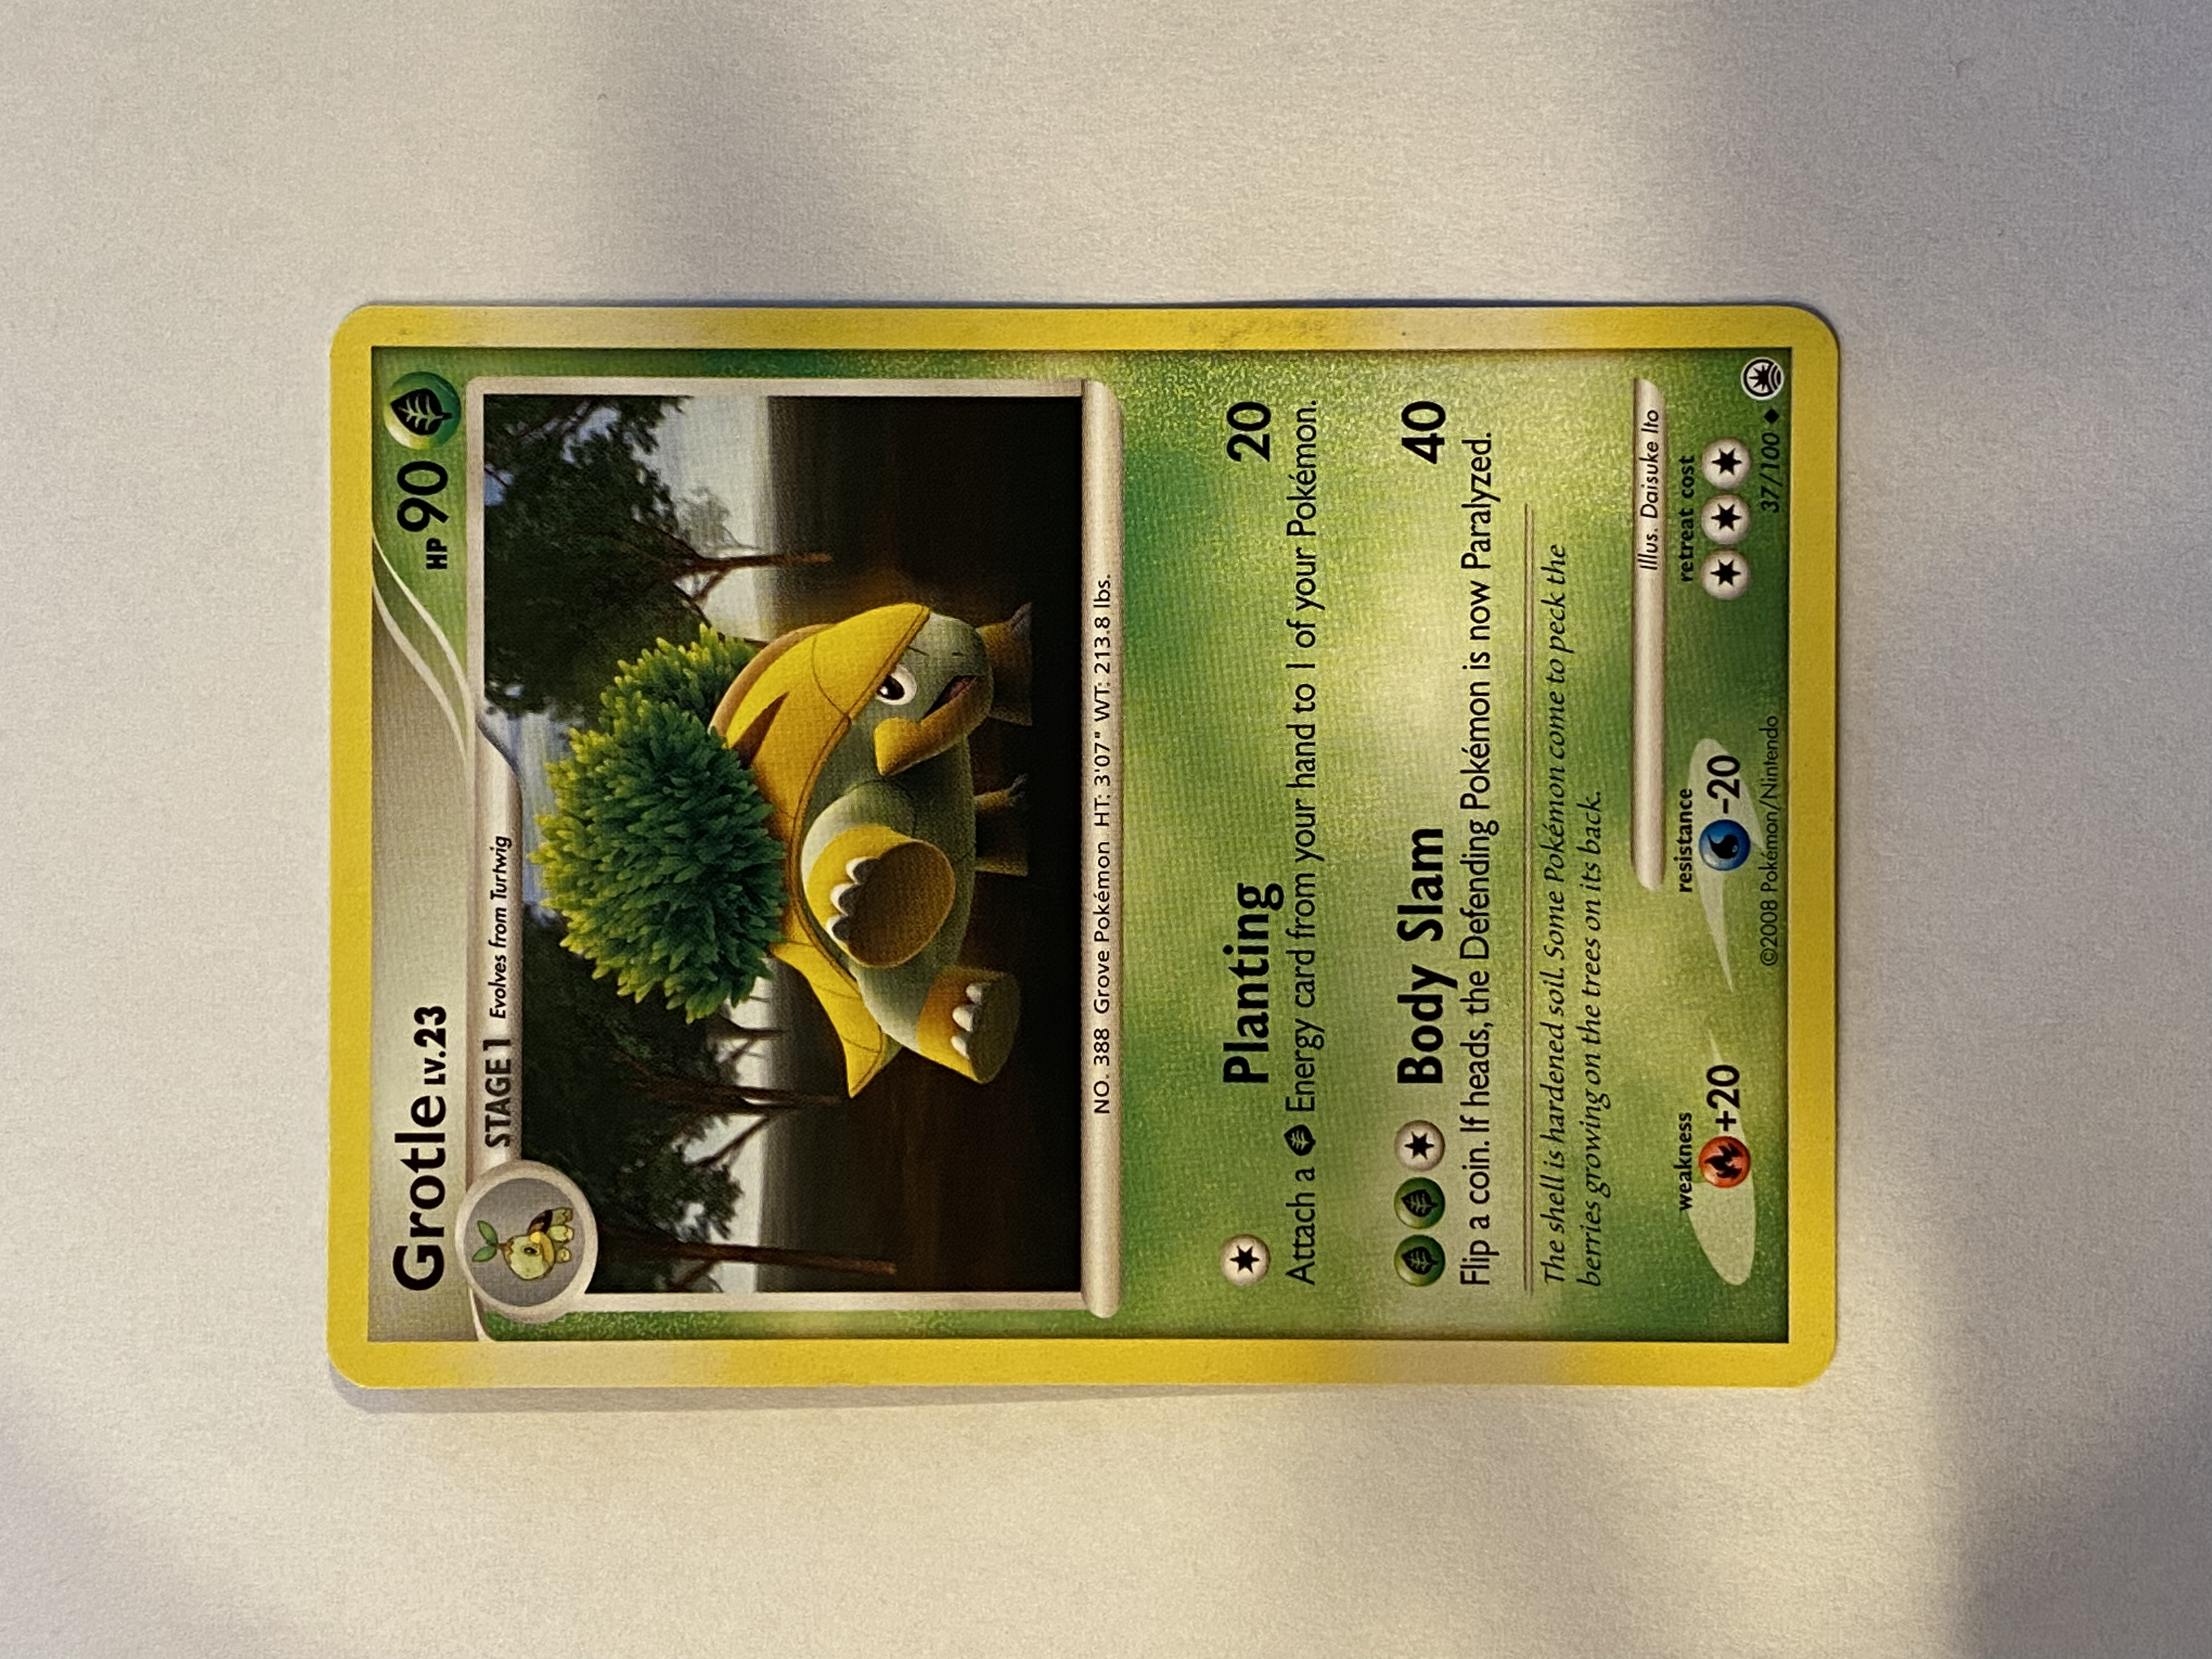 Grotle LV.23
HP 90
STAGE 1 Evolves from Turtwig
NO. 388 Grove Pokémon HT: 3'07" WT: 213.8 lbs.
Planting 20
Attach a Energy card from your hand to 1 of your Pokémon.
Body Slam 40
Flip a coin. If heads, the Defending Pokémon is now Paralyzed.
The shell is hardened soil. Some Pokémon come to peck the
berries growing on the trees on its back.
Illus. Daisuke Ito
weakness resistance retreat cost
+20 -20
©2008 Pokémon/Nintendo 37/100